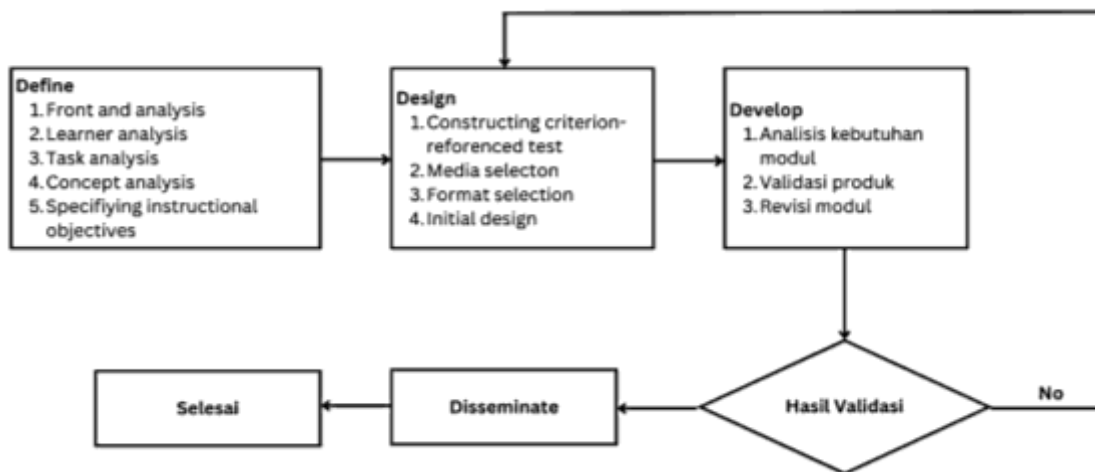 Define
1. Front and analysis
2. Learner analysis
3. Task analysis
4. Concept analysis
5. Specifiying instructional
objectives
Design
1. Constructing criterion-
reforenced test
2. Media selecton
3. Format selection
4. Initial design
Develop
1. Analisis kebutuhan
modul
2. Validasi produk
3. Revisi modul
Hasil Validasi
No
Disseminate
Selesai